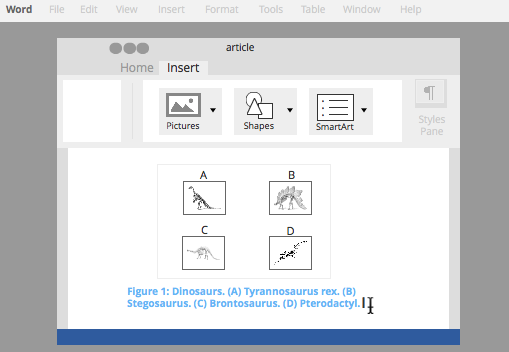 Word File Edit View Insert Format Tools Table Window Help
article
Home Insert
Pictures Shapes SmartArt
Styles
Pane
A B
C D
Figure 1: Dinosaurs. (A) Tyrannosaurus rex. (B)
Stegosaurus. (C) Brontosaurus. (D) Pterodactyl.